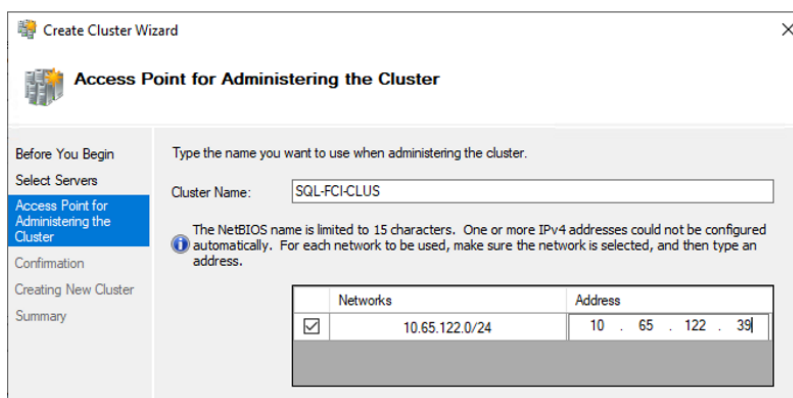 Create Cluster Wizard
Access Point for Administering the Cluster
Before You Begin
Select Servers
Access Point for
Administering the
Cluster
Confirmation
Creating New Cluster
Summary
Type the name you want to use when administering the cluster.
Cluster Name: SQL-FCI-CLUS
The NetBIOS name is limited to 15 characters. One or more IPv4 addresses could not be configured
automatically. For each network to be used, make sure the network is selected, and then type an
address.
Networks Address
10.65.122.0/24 10 . 65 . 122 . 39